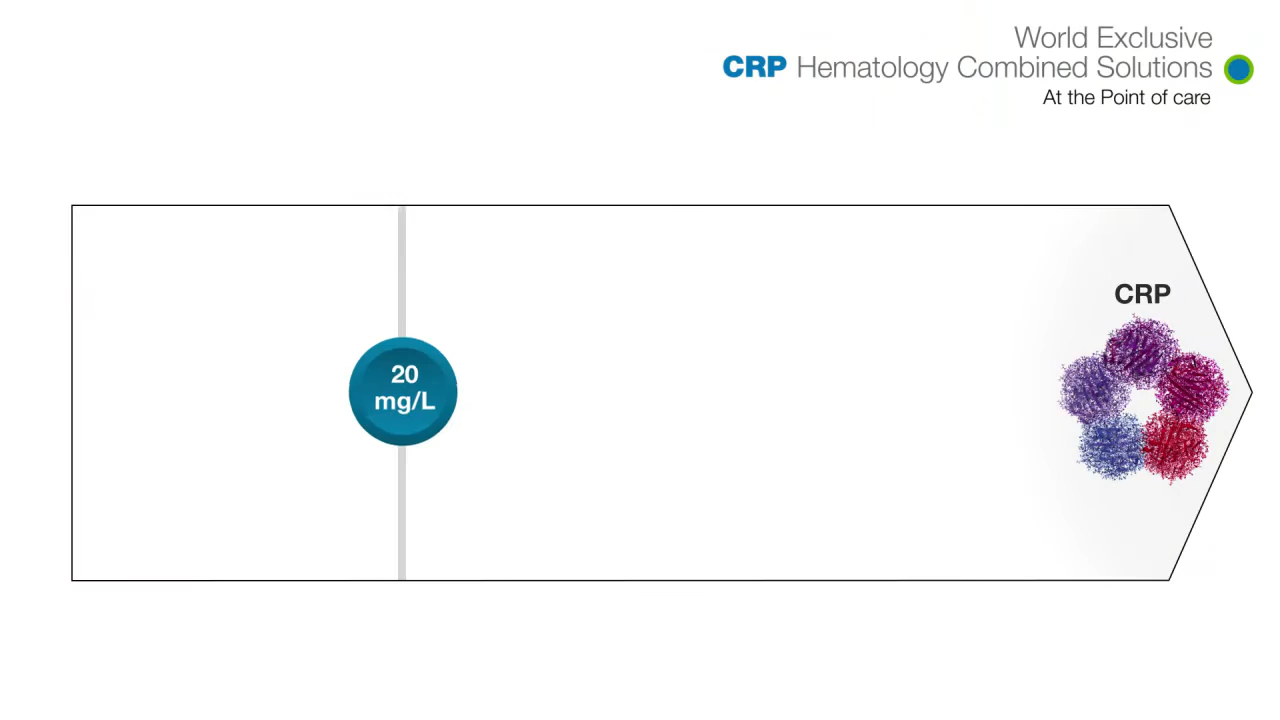 World Exclusive
CRP Hematology Combined Solutions
At the Point of care
CRP
20
mg/L